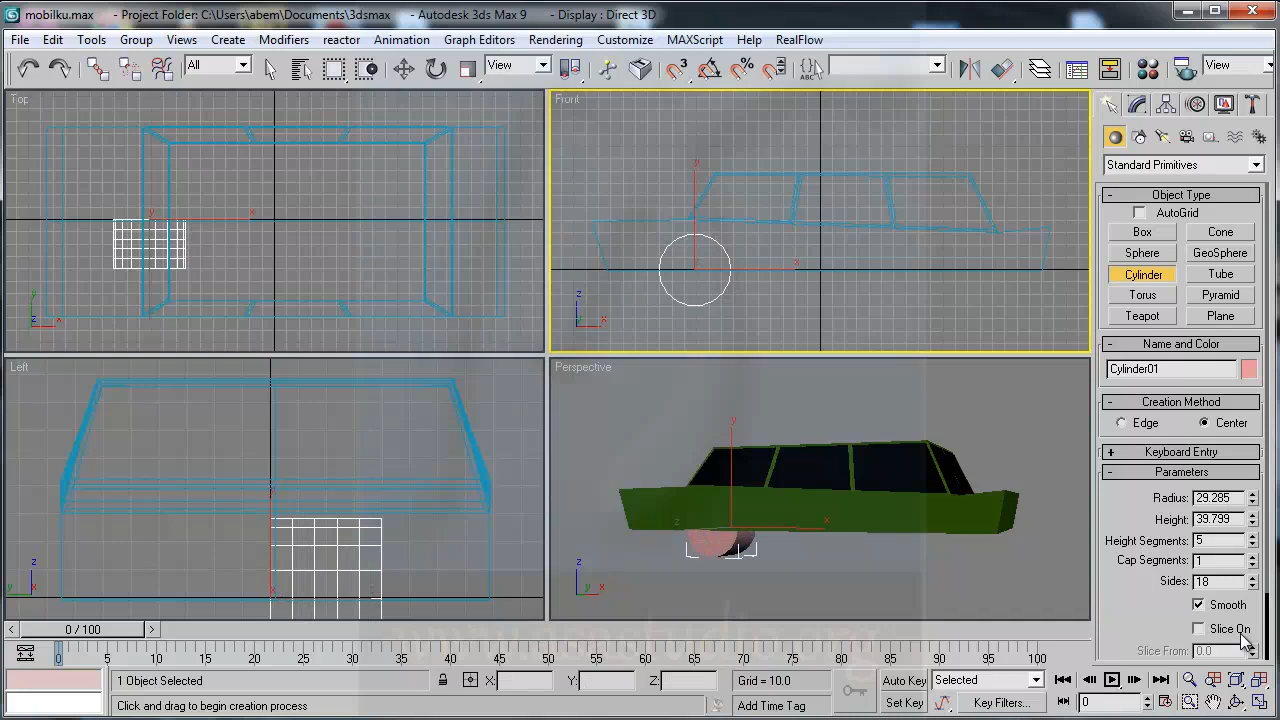 mobilku.max - Project Folder: C:\Users\abem\Documents\3dsmax - Autodesk 3ds Max 9 - Display : Direct 3D
File Edit Tools Group Views Create Modifiers reactor Animation Graph Editors Rendering Customize MAXScript Help RealFlow
All View 3 % ABC View
Top
Front
y
x
y
x
z
x
y
z
x
Standard Primitives
- Object Type
AutoGrid
Box Cone
Sphere GeoSphere
Cylinder Tube
Torus Pyramid
Teapot Plane
- Name and Color
Cylinder01
- Creation Method
Edge Center
+ Keyboard Entry
- Parameters
Radius: 29.285
Height: 39.799
Height Segments: 5
Cap Segments: 1
Sides: 18
Smooth
Slice On
Slice From: 0.0
Left
Perspective
y
z
x
z
y
x
x
z
y
x
< 0 / 100 >
0 5 10 15 20 25 30 35 40 45 50 55 60 65 70 75 80 85 90 95 100
1 Object Selected X: Y: Z: Grid = 10.0 Auto Key Selected
Click and drag to begin creation process Add Time Tag Set Key Key Filters... 0